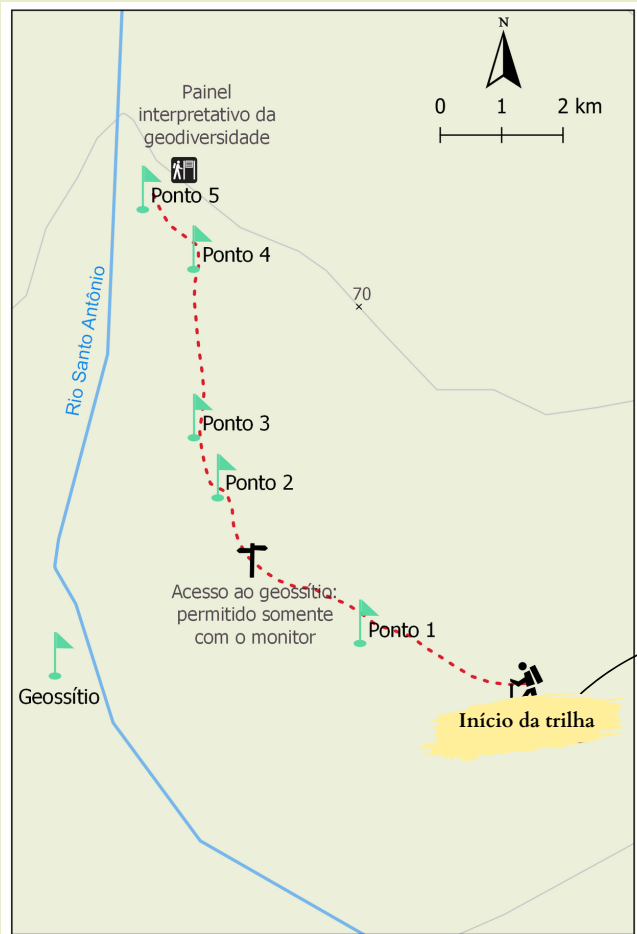 N
0 1 2 km
Painel
interpretativo da
geodiversidade
Ponto 5
Ponto 4
70
Rio Santo Antônio
Ponto 3
Ponto 2
Acesso ao geossítio:
permitido somente
com o monitor
Ponto 1
Geossítio
Início da trilha